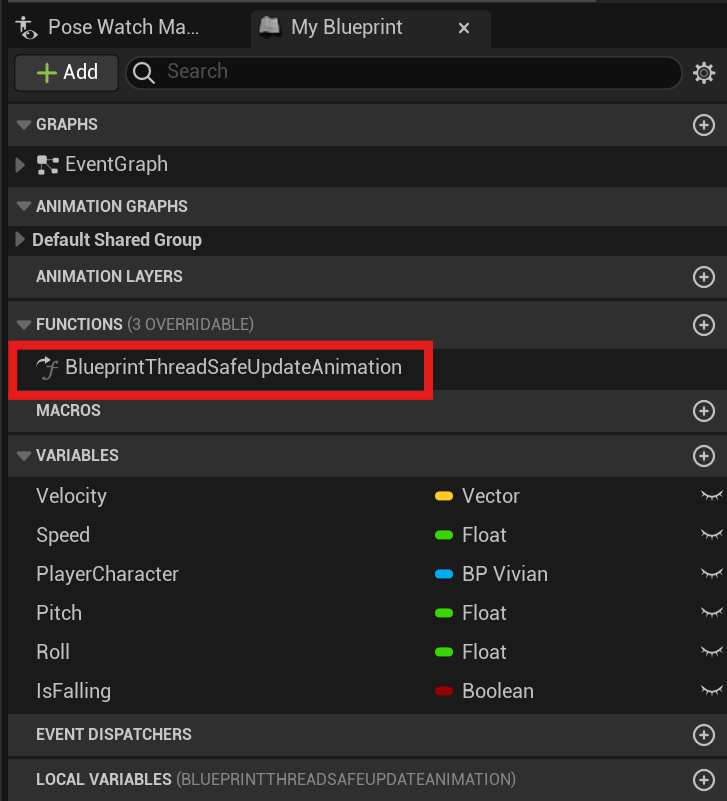 Pose Watch Ma...
My Blueprint
Add
Search
GRAPHS
EventGraph
ANIMATION GRAPHS
Default Shared Group
ANIMATION LAYERS
FUNCTIONS (3 OVERRIDABLE)
BlueprintThreadSafeUpdateAnimation
MACROS
VARIABLES
Velocity Vector
Speed Float
PlayerCharacter BP Vivian
Pitch Float
Roll Float
IsFalling Boolean
EVENT DISPATCHERS
LOCAL VARIABLES (BLUEPRINTTHREADSAFEUPDATEANIMATION)